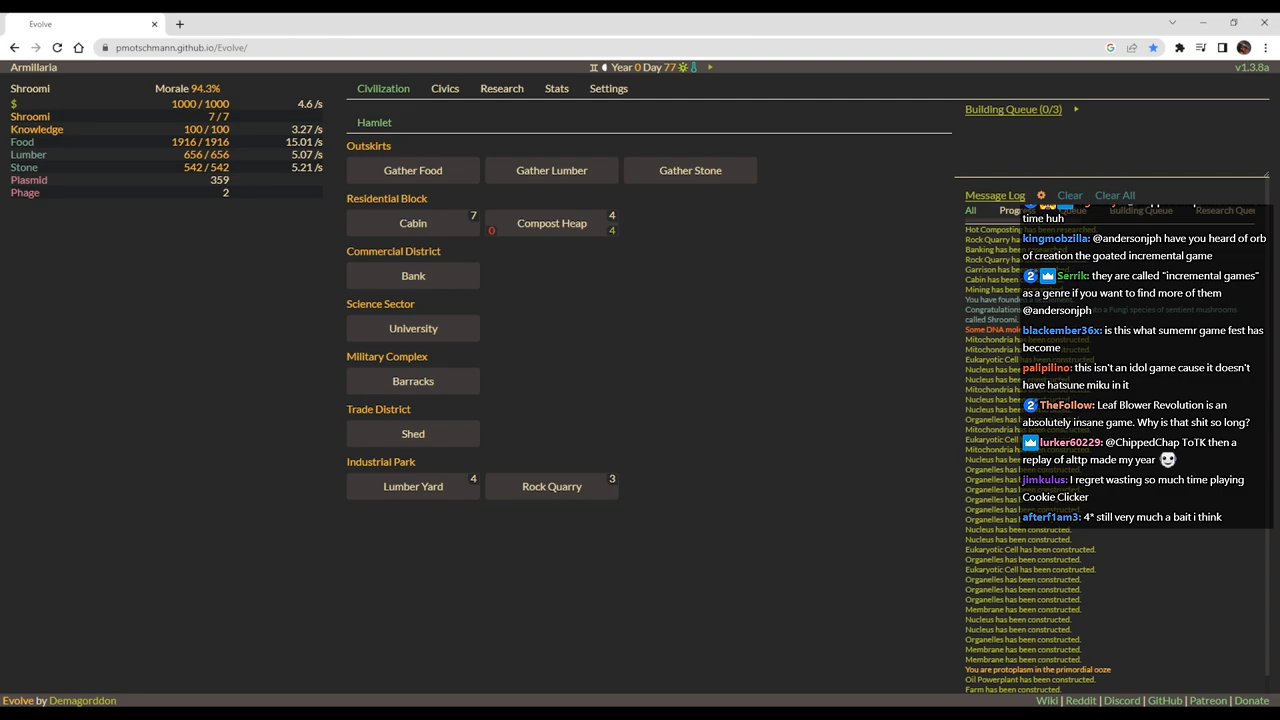 Evolve
pmotschmann.github.io/Evolve/
Armillaria
Year 0 Day 77
v1.3.8a
Shroomi Morale 94.3%
$ 1000 / 1000 4.6 /s
Shroomi 7 / 7
Knowledge 100 / 100 3.27 /s
Food 1916 / 1916 15.01 /s
Lumber 656 / 656 5.07 /s
Stone 542 / 542 5.21 /s
Plasmid 359
Phage 2
Civilization Civics Research Stats Settings
Hamlet
Outskirts
Gather Food Gather Lumber Gather Stone
Residential Block
Cabin 7 Compost Heap 4
0 4
Commercial District
Bank
Science Sector
University
Military Complex
Barracks
Trade District
Shed
Industrial Park
Lumber Yard 4 Rock Quarry 3
Building Queue (0/3)
Message Log Clear Clear All
All Queue Building Queue Research Que
time huh
kingmobzilla: @andersonjph have you heard of orb
of creation the goated incremental game
2 Serrik: they are called "incremental games"
as a genre if you want to find more of them
@andersonjph
blackember36x: is this what sumemr game fest has
become
palipilino: this isn't an idol game cause it doesn't
have hatsune miku in it
2 TheFollow: Leaf Blower Revolution is an
absolutely insane game. Why is that shit so long?
lurker60229: @ChippedChap ToTK then a
replay of alttp made my year
jimkulus: I regret wasting so much time playing
Cookie Clicker
afterf1am3: 4* still very much a bait i think
Nucleus has been constructed.
Nucleus has been constructed.
Eukaryotic Cell has been constructed.
Organelles has been constructed.
Eukaryotic Cell has been constructed.
Organelles has been constructed.
Organelles has been constructed.
Organelles has been constructed.
Membrane has been constructed.
Nucleus has been constructed.
Nucleus has been constructed.
Organelles has been constructed.
Membrane has been constructed.
Membrane has been constructed.
You are protoplasm in the primordial ooze
Oil Powerplant has been constructed.
Farm has been constructed.
Evolve by Demagorddon
Wiki | Reddit | Discord | GitHub | Patreon | Donate